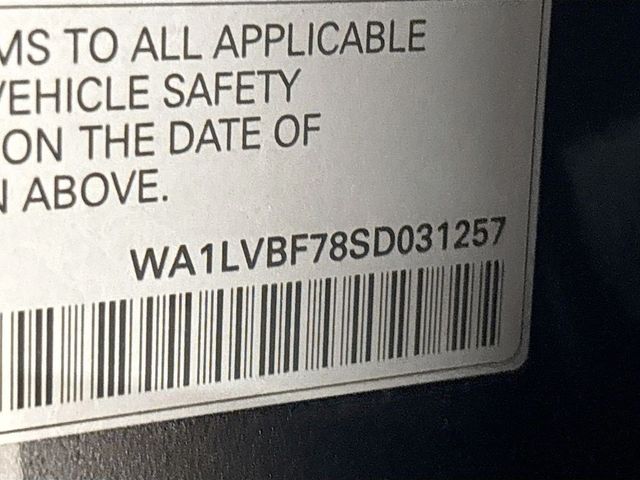 MS TO ALL APPLICABLE
VEHICLE SAFETY
ON THE DATE OF
ABOVE.
WA1LVBF78SD031257